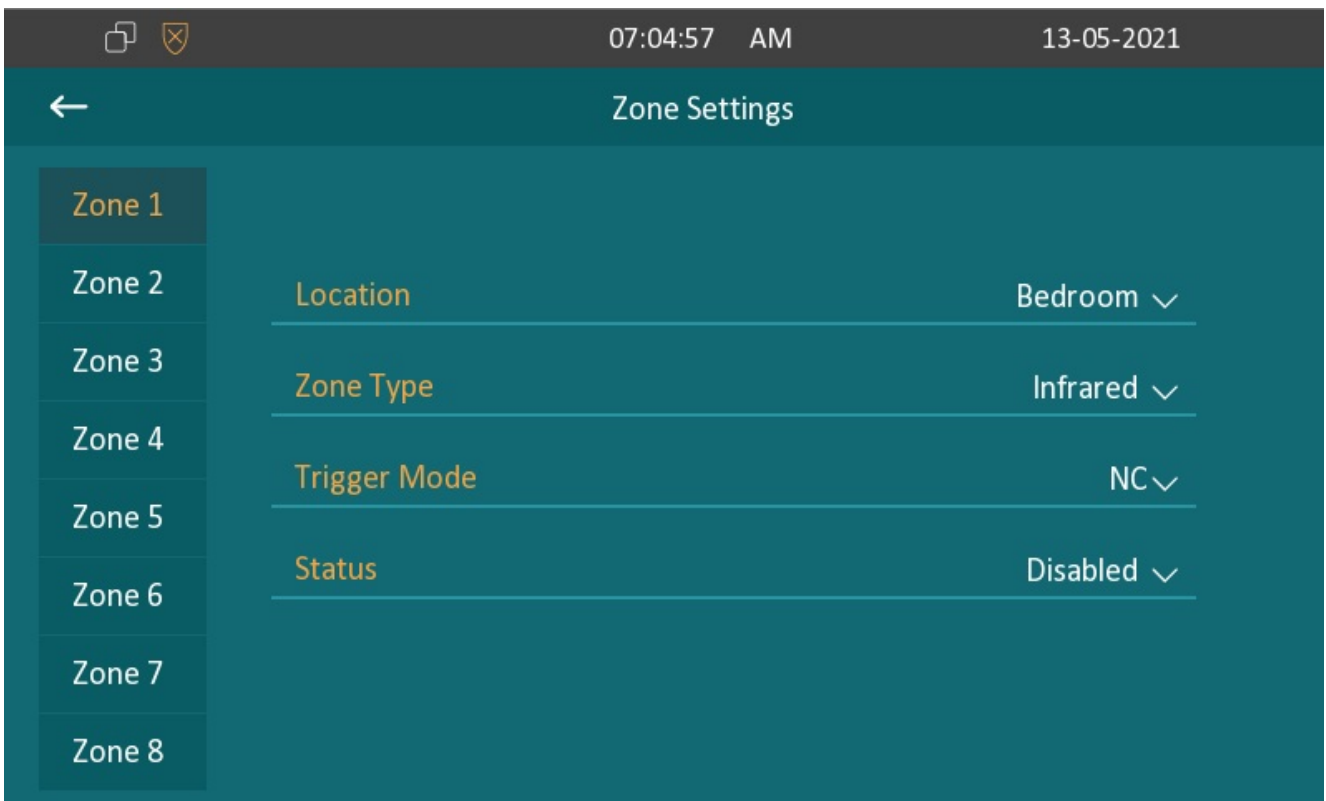 07:04:57 AM 13-05-2021
Zone Settings
Zone 1
Zone 2
Zone 3
Zone 4
Zone 5
Zone 6
Zone 7
Zone 8
Location Bedroom
Zone Type Infrared
Trigger Mode NC
Status Disabled